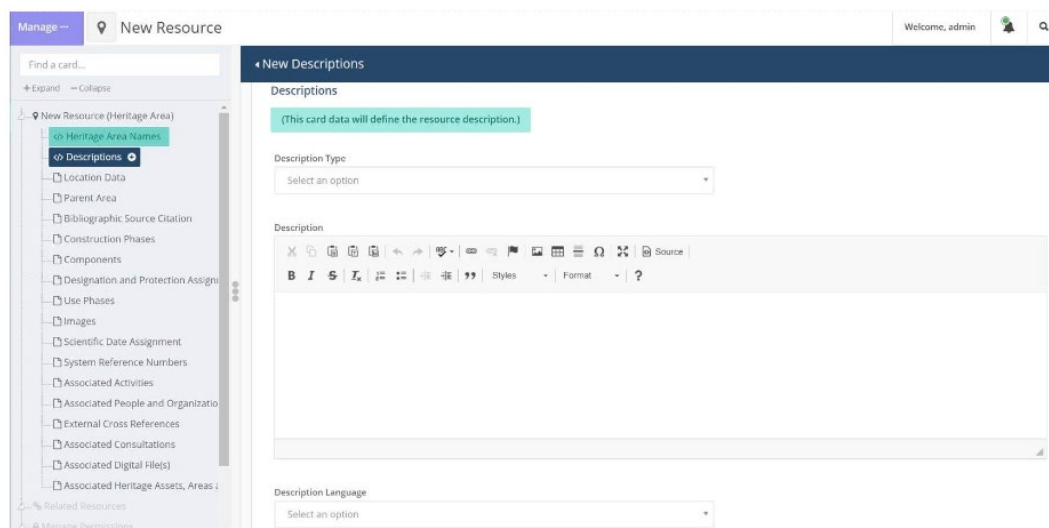 Manage
New Resource
Welcome, admin
Find a card...
+Expand −Collapse
New Resource (Heritage Area)
</> Heritage Area Names
</> Descriptions
Location Data
Parent Area
Bibliographic Source Citation
Construction Phases
Components
Designation and Protection Assign
Use Phases
Images
Scientific Date Assignment
System Reference Numbers
Associated Activities
Associated People and Organizatio
External Cross References
Associated Consultations
Associated Digital File(s)
Associated Heritage Assets, Areas
Related Resources
Manage Permissions
New Descriptions
Descriptions
(This card data will define the resource description.)
Description Type
Select an option
Description
Source
B I S Ix Styles Format ?
Description Language
Select an option